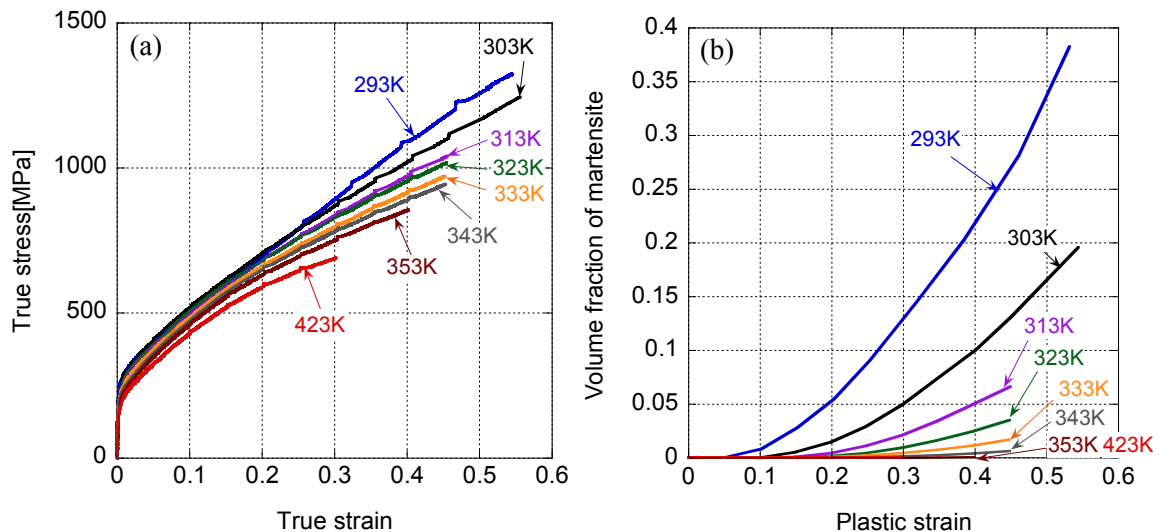 (a)
1500
1000
500
0
True stress[MPa]
293K
303K
313K
323K
333K
343K
353K
423K
0 0.1 0.2 0.3 0.4 0.5 0.6
True strain
(b)
0.4
0.35
0.3
0.25
0.2
0.15
0.1
0.05
0
Volume fraction of martensite
293K
303K
313K
323K
333K
343K
353K 423K
0 0.1 0.2 0.3 0.4 0.5 0.6
Plastic strain